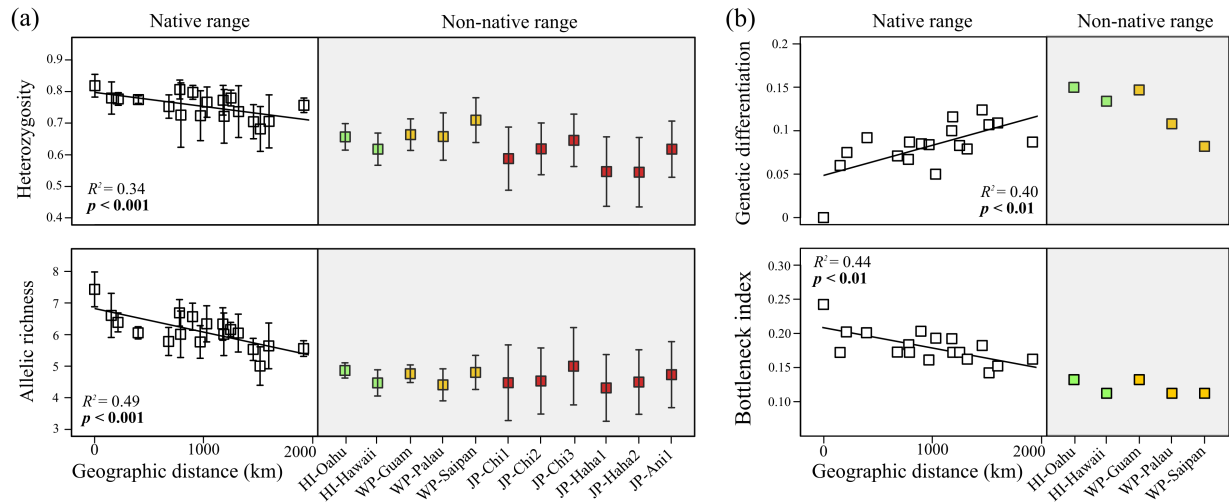 (a)
Native range
Non-native range
Heterozygosity
0.9
0.8
0.7
0.6
0.5
0.4
R² = 0.34
p < 0.001
Allelic richness
8
7
6
5
4
3
R² = 0.49
p < 0.001
0
1000
2000
Geographic distance (km)
HI-Oahu
HI-Hawaii
WP-Guam
WP-Palau
WP-Saipan
JP-Chi1
JP-Chi2
JP-Chi3
JP-Haha1
JP-Haha2
JP-Ani1
(b)
Native range
Non-native range
Genetic differentiation
0.2
0.15
0.1
0.05
0
R² = 0.40
p < 0.01
Bottleneck index
0.30
0.25
0.20
0.15
0.10
R² = 0.44
p < 0.01
0
1000
2000
Geographic distance (km)
HI-Oahu
HI-Hawaii
WP-Guam
WP-Palau
WP-Saipan